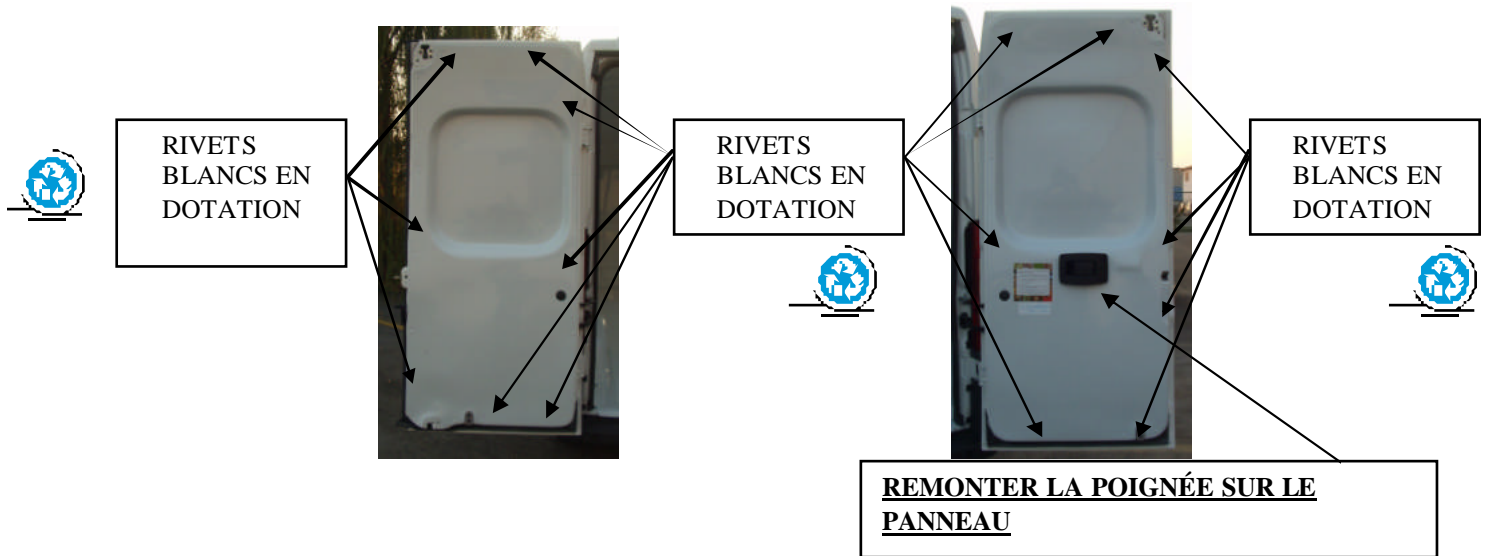 RIVETS
BLANCS EN
DOTATION
RIVETS
BLANCS EN
DOTATION
RIVETS
BLANCS EN
DOTATION
REMONTER LA POIGNÉE SUR LE
PANNEAU